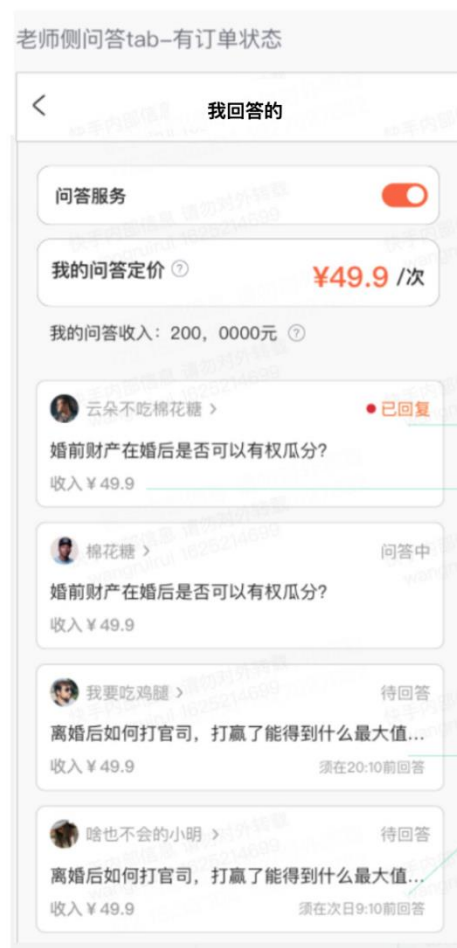 老师侧问答tab-有订单状态
我回答的
问答服务
我的问答定价 ?
¥49.9 /次
我的问答收入：200，0000元 ?
云朵不吃棉花糖 >
已回复
婚前财产在婚后是否可以有权瓜分？
收入￥49.9
棉花糖 >
问答中
婚前财产在婚后是否可以有权瓜分？
收入￥49.9
我要吃鸡腿 >
待回答
离婚后如何打官司，打赢了能得到什么最大值...
收入￥49.9
须在20:10前回答
啥也不会的小明 >
待回答
离婚后如何打官司，打赢了能得到什么最大值...
收入￥49.9
须在次日9:10前回答